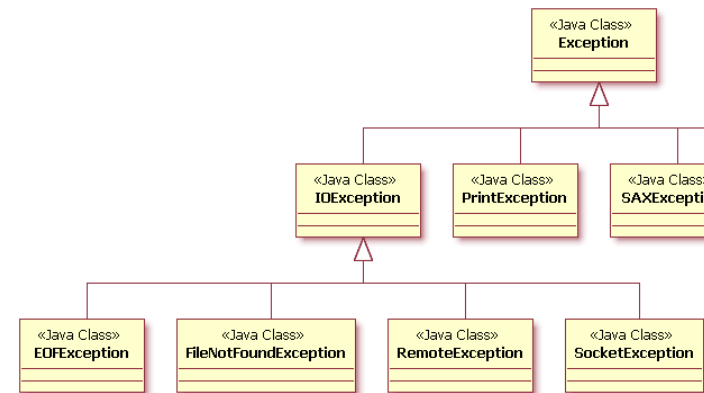 «Java Class»
Exception
«Java Class»
IOException
«Java Class»
PrintException
«Java Class»
SAXExcepti
«Java Class»
EOFException
«Java Class»
FileNotFoundException
«Java Class»
RemoteException
«Java Class»
SocketException